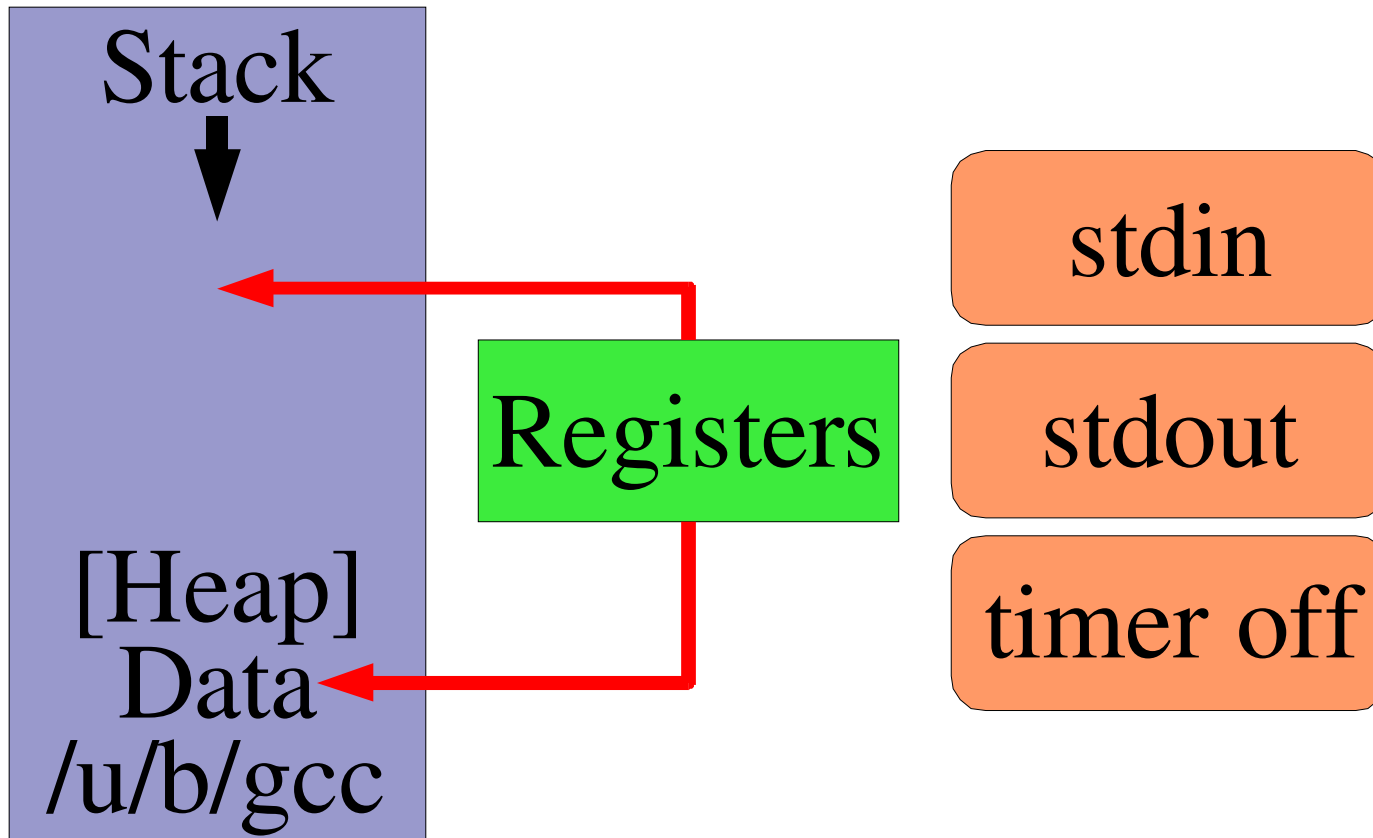 Stack
[Heap]
Data
/u/b/gcc
Registers
stdin
stdout
timer off